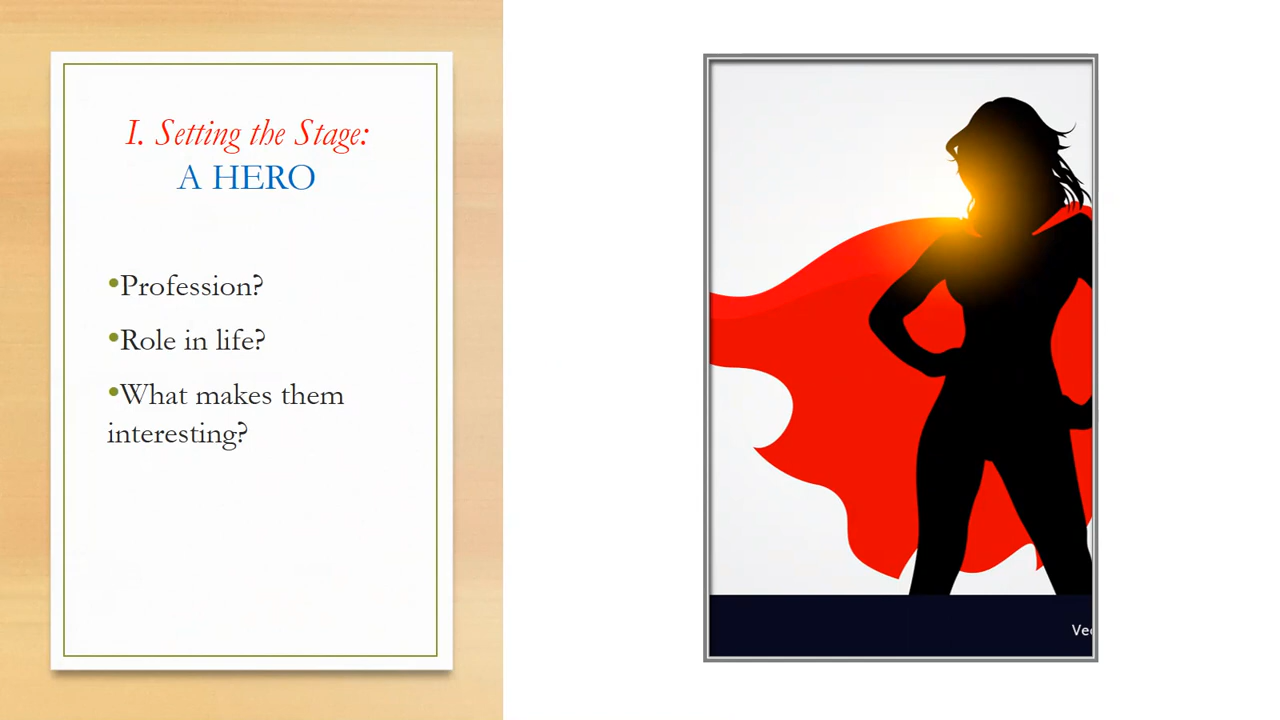 I. Setting the Stage:
A HERO
•Profession?
•Role in life?
•What makes them
interesting?